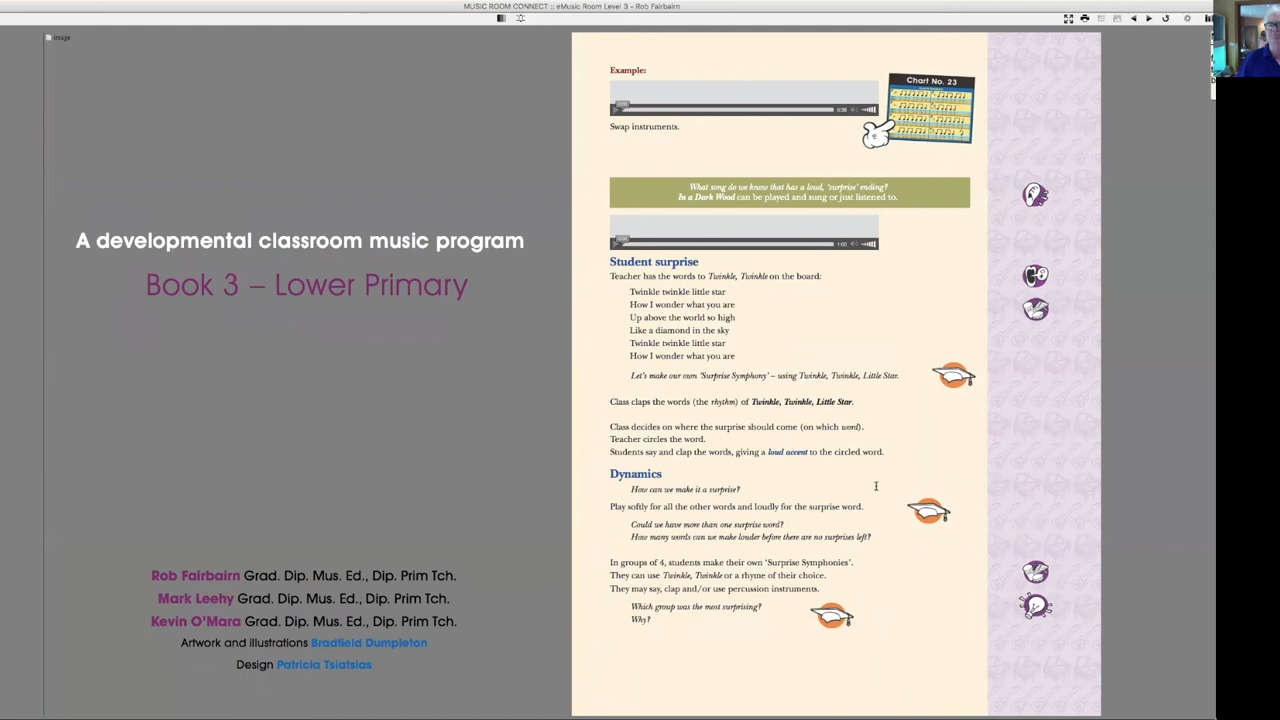 MUSIC ROOM CONNECT :: eMusic Room Level 3 - Rob Fairbairn
image
A developmental classroom music program
Book 3 – Lower Primary
Rob Fairbairn Grad. Dip. Mus. Ed., Dip. Prim Tch.
Mark Leehy Grad. Dip. Mus. Ed., Dip. Prim Tch.
Kevin O'Mara Grad. Dip. Mus. Ed., Dip. Prim Tch.
Artwork and illustrations Bradfield Dumpleton
Design Patricia Tsiatsias
Example:
Chart No. 23
0:36
Swap instruments.
What song do we know that has a loud, 'surprise' ending?
In a Dark Wood can be played and sung or just listened to.
1:00
Student surprise
Teacher has the words to Twinkle, Twinkle on the board:
Twinkle twinkle little star
How I wonder what you are
Up above the world so high
Like a diamond in the sky
Twinkle twinkle little star
How I wonder what you are
Let's make our own 'Surprise Symphony' – using Twinkle, Twinkle, Little Star.
Class claps the words (the rhythm) of Twinkle, Twinkle, Little Star.
Class decides on where the surprise should come (on which word).
Teacher circles the word.
Students say and clap the words, giving a loud accent to the circled word.
Dynamics
How can we make it a surprise?
Play softly for all the other words and loudly for the surprise word.
Could we have more than one surprise word?
How many words can we make louder before there are no surprises left?
In groups of 4, students make their own 'Surprise Symphonies'.
They can use Twinkle, Twinkle or a rhyme of their choice.
They may say, clap and/or use percussion instruments.
Which group was the most surprising?
Why?